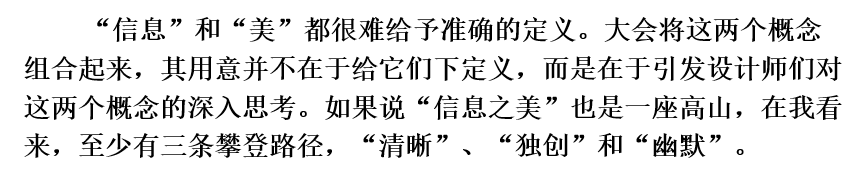 “信息”和“美”都很难给予准确的定义。大会将这两个概念
组合起来，其用意并不在于给它们下定义，而是在于引发设计师们对
这两个概念的深入思考。如果说“信息之美”也是一座高山，在我看
来，至少有三条攀登路径，“清晰”、“独创”和“幽默”。